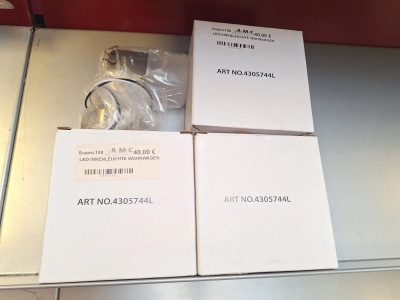 A·M·C 40,00 €
LED INNENLEUCHTE WOHNWAGEN
ART NO.4305744L
A·M·C 40,00 €
LED INNENLEUCHTE WOHNWAGEN
ART NO.4305744L
ART NO.4305744L